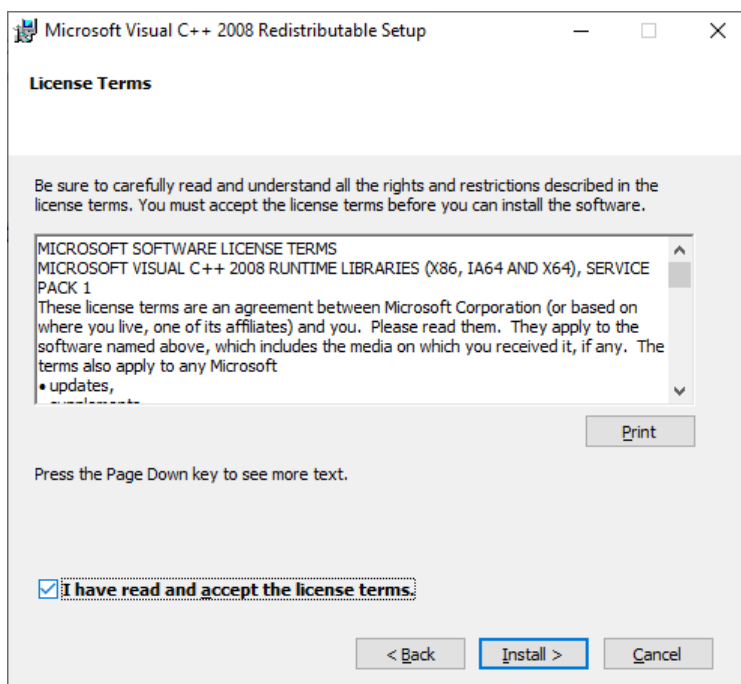 Microsoft Visual C++ 2008 Redistributable Setup
License Terms
Be sure to carefully read and understand all the rights and restrictions described in the
license terms. You must accept the license terms before you can install the software.
MICROSOFT SOFTWARE LICENSE TERMS
MICROSOFT VISUAL C++ 2008 RUNTIME LIBRARIES (X86, IA64 AND X64), SERVICE
PACK 1
These license terms are an agreement between Microsoft Corporation (or based on
where you live, one of its affiliates) and you.  Please read them.  They apply to the
software named above, which includes the media on which you received it, if any.  The
terms also apply to any Microsoft
• updates,
Print
Press the Page Down key to see more text.
I have read and accept the license terms.
< Back
Install >
Cancel